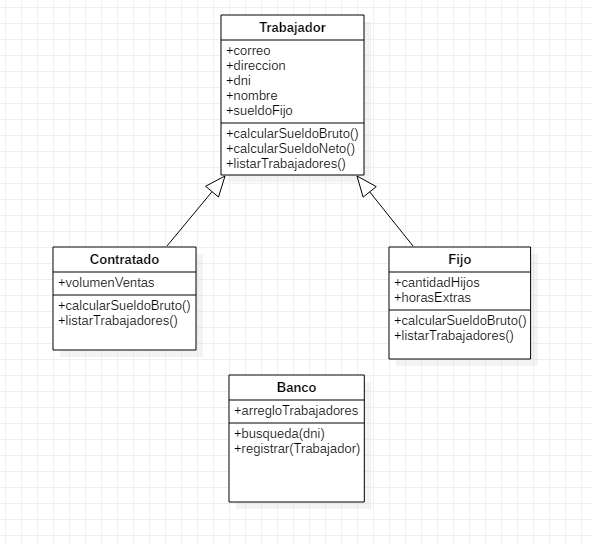 Trabajador
+correo
+direccion
+dni
+nombre
+sueldoFijo
+calcularSueldoBruto()
+calcularSueldoNeto()
+listarTrabajadores()
Contratado
+volumenVentas
+calcularSueldoBruto()
+listarTrabajadores()
Fijo
+cantidadHijos
+horasExtras
+calcularSueldoBruto()
+listarTrabajadores()
Banco
+arregloTrabajadores
+busqueda(dni)
+registrar(Trabajador)